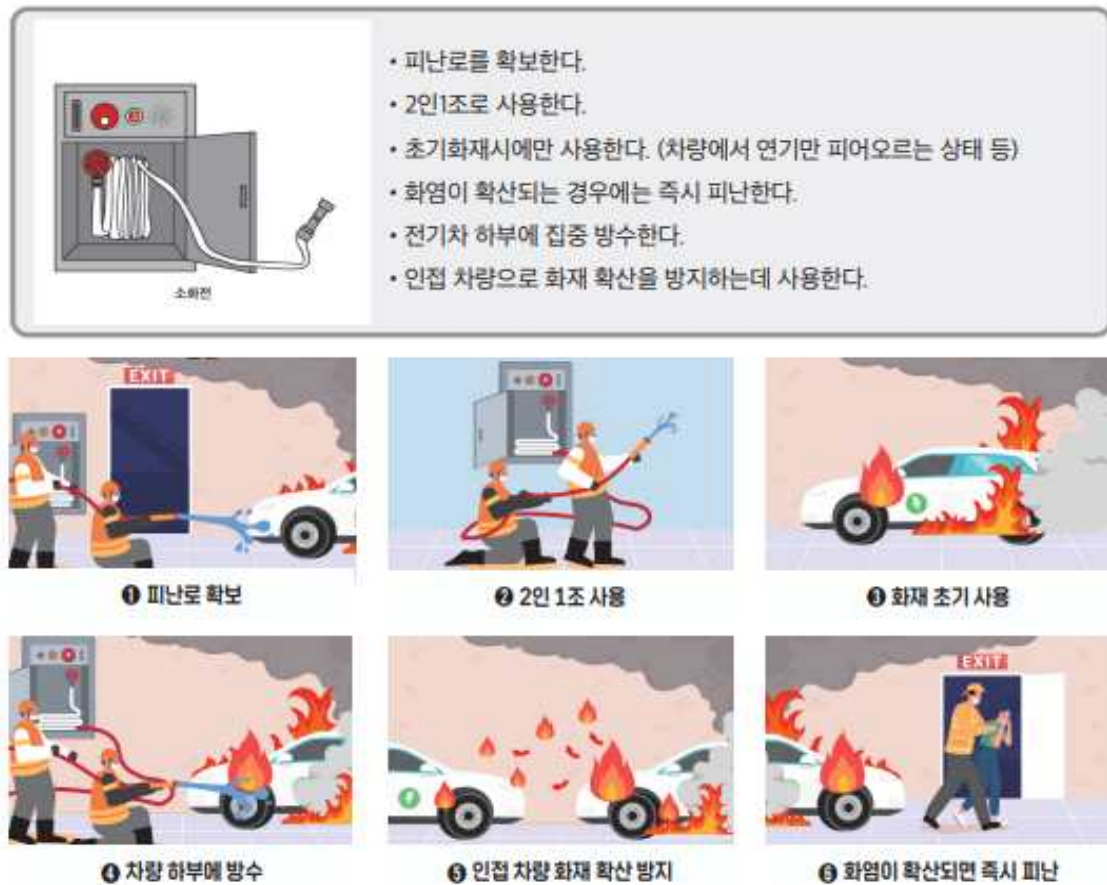 • 피난로를 확보한다.
• 2인1조로 사용한다.
• 초기화재시에만 사용한다. (차량에서 연기만 피어오르는 상태 등)
• 화염이 확산되는 경우에는 즉시 피난한다.
• 전기차 하부에 집중 방수한다.
• 인접 차량으로 화재 확산을 방지하는데 사용한다.
소화전
EXIT
❶ 피난로 확보
❷ 2인 1조 사용
❸ 화재 초기 사용
EXIT
❹ 차량 하부에 방수
❺ 인접 차량 화재 확산 방지
❻ 화염이 확산되면 즉시 피난